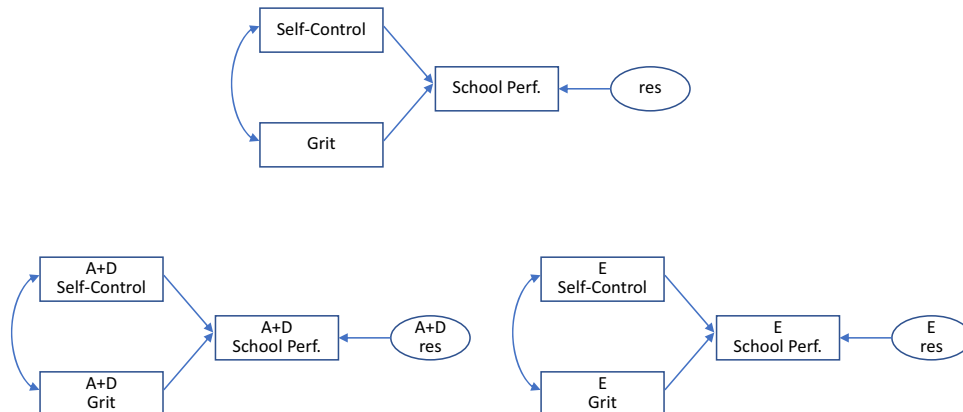 Self-Control
School Perf.
res
Grit
A+D
Self-Control
A+D
School Perf.
A+D
res
A+D
Grit
E
Self-Control
E
School Perf.
E
res
E
Grit